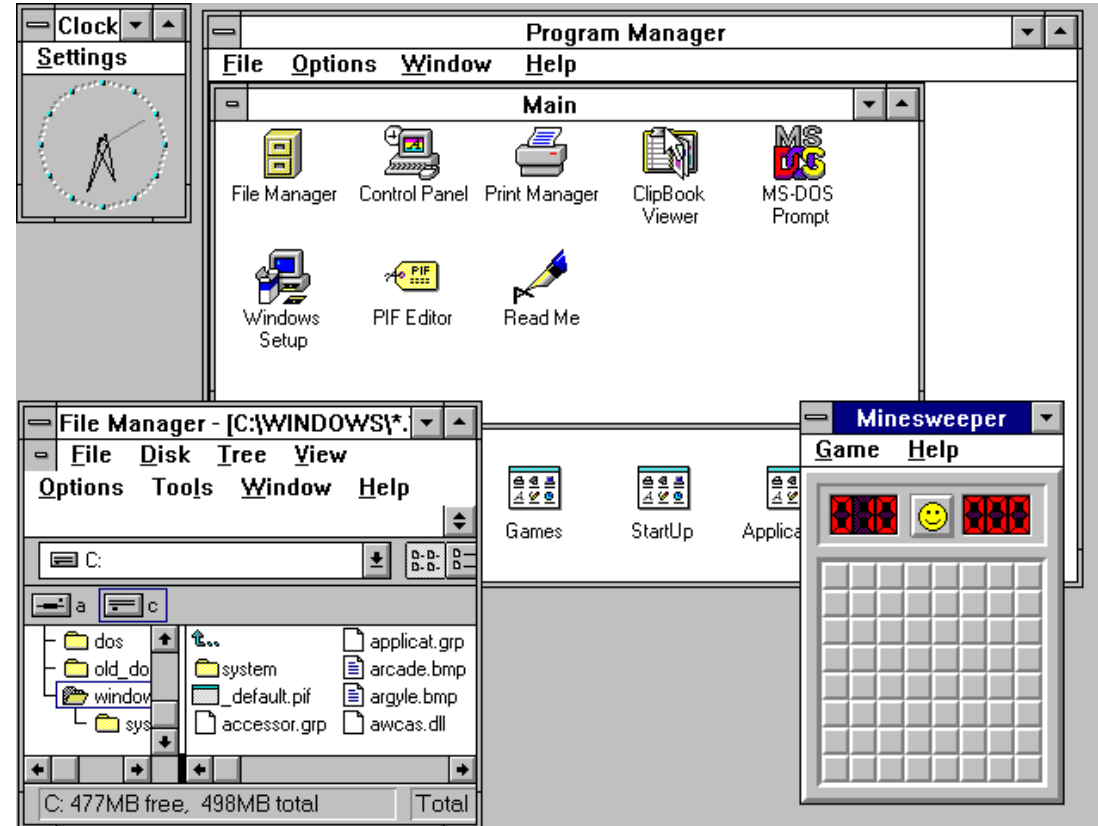 Clock
Settings
Program Manager
File Options Window Help
Main
File Manager
Control Panel
Print Manager
ClipBook
Viewer
MS-DOS
Prompt
Windows
Setup
PIF Editor
Read Me
Games
StartUp
Applica
File Manager - [C:\WINDOWS\*.
File Disk Tree View
Options Tools Window Help
C:
a
c
dos
old_do
window
sys
system
_default.pif
accessor.grp
applicat.grp
arcade.bmp
argyle.bmp
awcas.dll
C: 477MB free, 498MB total
Total
Minesweeper
Game Help